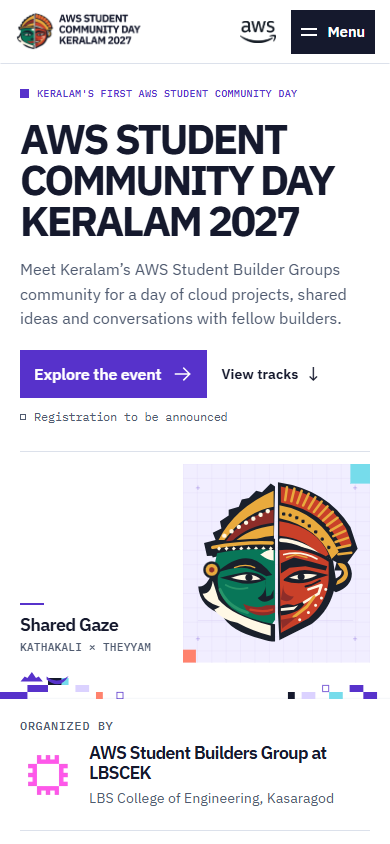 AWS STUDENT
COMMUNITY DAY
KERALAM 2027
aws
Menu
KERALAM'S FIRST AWS STUDENT COMMUNITY DAY
AWS STUDENT
COMMUNITY DAY
KERALAM 2027
Meet Keralam’s AWS Student Builder Groups
community for a day of cloud projects, shared
ideas and conversations with fellow builders.
Explore the event →
View tracks ↓
Registration to be announced
Shared Gaze
KATHAKALI × THEYYAM
ORGANIZED BY
AWS Student Builders Group at
LBSCEK
LBS College of Engineering, Kasaragod